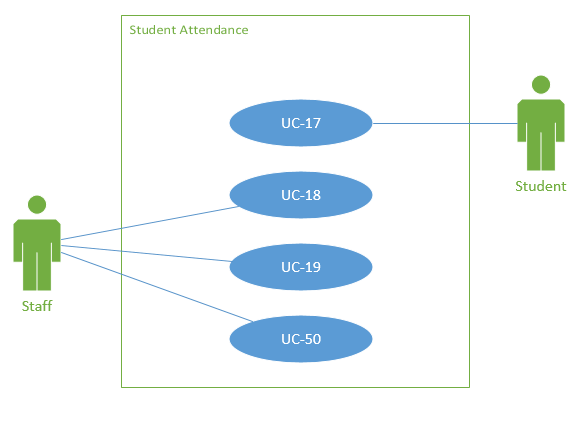 Student Attendance
UC-17
Student
UC-18
UC-19
Staff
UC-50